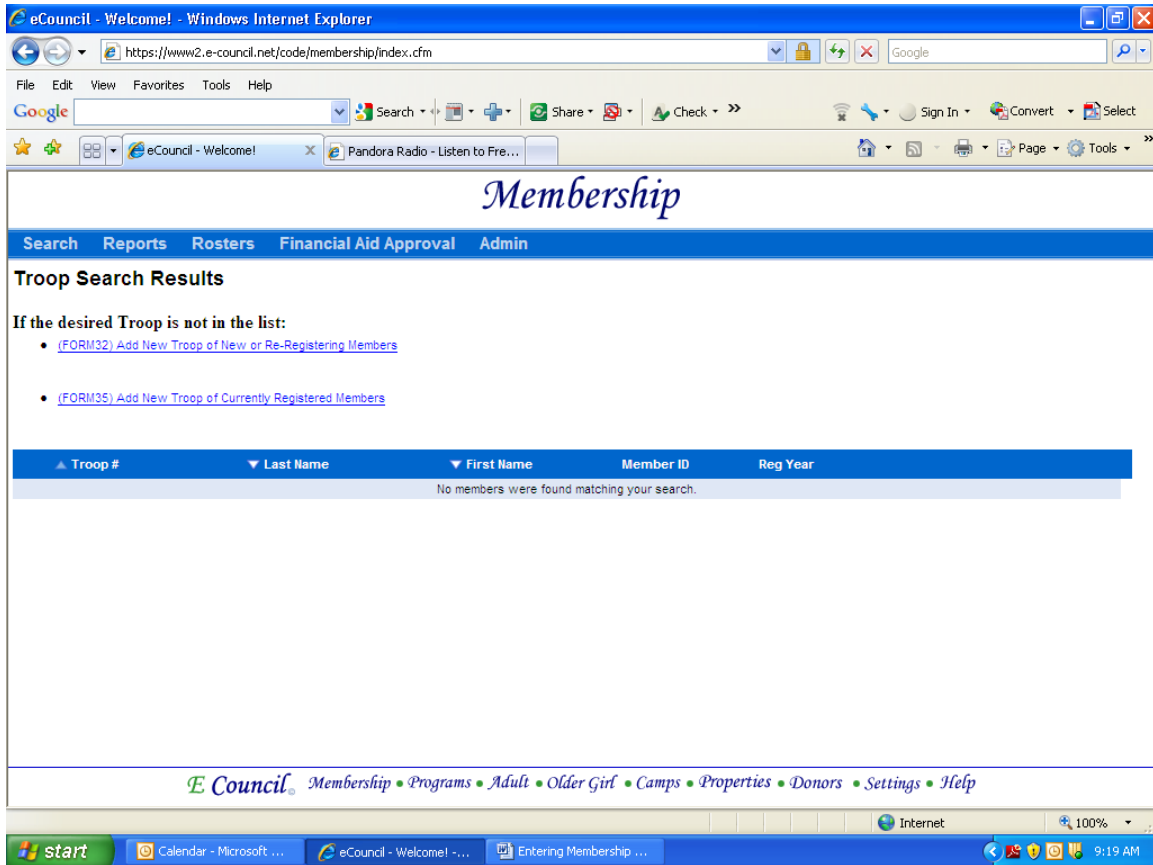 eCouncil - Welcome! - Windows Internet Explorer
https://www2.e-council.net/code/membership/index.cfm
Google
File Edit View Favorites Tools Help
Google Search Share Check » Sign In Convert Select
eCouncil - Welcome! X Pandora Radio - Listen to Fre... Page Tools »
Membership
Search Reports Rosters Financial Aid Approval Admin
Troop Search Results
If the desired Troop is not in the list:
• (FORM32) Add New Troop of New or Re-Registering Members
• (FORM35) Add New Troop of Currently Registered Members
Troop # Last Name First Name Member ID Reg Year
No members were found matching your search.
E Council Membership • Programs • Adult • Older Girl • Camps • Properties • Donors • Settings • Help
Internet 100%
start Calendar - Microsoft ... eCouncil - Welcome! -... Entering Membership ... 9:19 AM